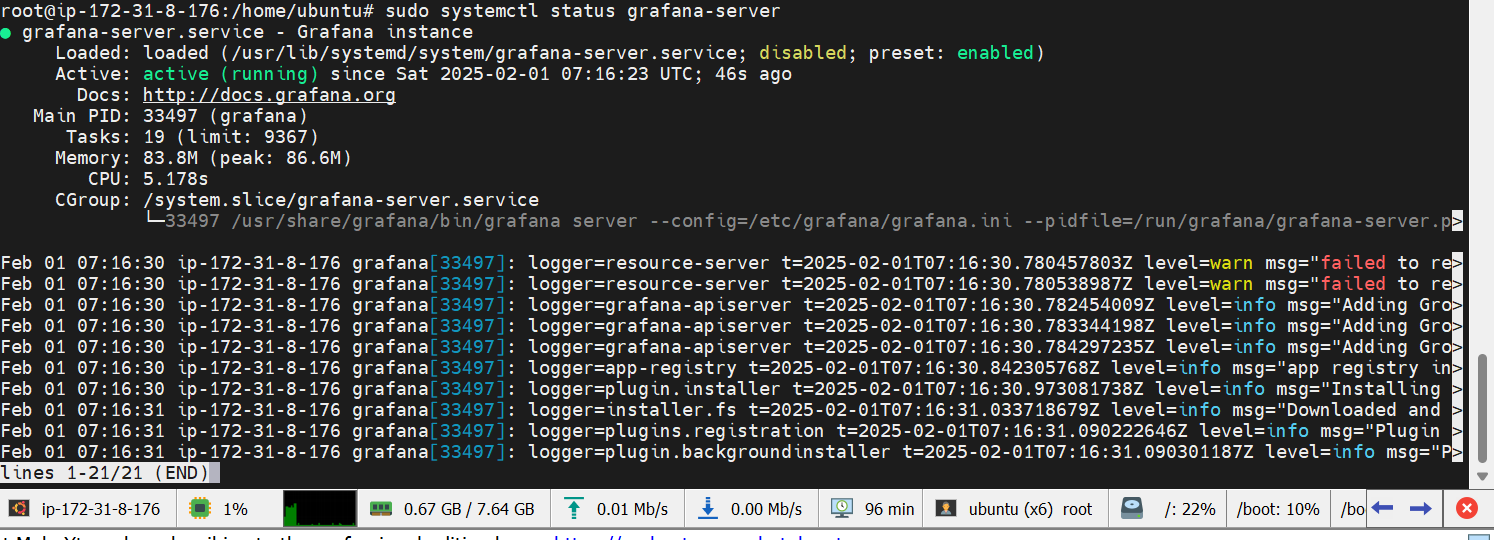 root@ip-172-31-8-176:/home/ubuntu# sudo systemctl status grafana-server
● grafana-server.service - Grafana instance
Loaded: loaded (/usr/lib/systemd/system/grafana-server.service; disabled; preset: enabled)
Active: active (running) since Sat 2025-02-01 07:16:23 UTC; 46s ago
Docs: http://docs.grafana.org
Main PID: 33497 (grafana)
Tasks: 19 (limit: 9367)
Memory: 83.8M (peak: 86.6M)
CPU: 5.178s
CGroup: /system.slice/grafana-server.service
└─33497 /usr/share/grafana/bin/grafana server --config=/etc/grafana/grafana.ini --pidfile=/run/grafana/grafana-server.p>
Feb 01 07:16:30 ip-172-31-8-176 grafana[33497]: logger=resource-server t=2025-02-01T07:16:30.780457803Z level=warn msg="failed to re>
Feb 01 07:16:30 ip-172-31-8-176 grafana[33497]: logger=resource-server t=2025-02-01T07:16:30.780538987Z level=warn msg="failed to re>
Feb 01 07:16:30 ip-172-31-8-176 grafana[33497]: logger=grafana-apiserver t=2025-02-01T07:16:30.782454009Z level=info msg="Adding Gro>
Feb 01 07:16:30 ip-172-31-8-176 grafana[33497]: logger=grafana-apiserver t=2025-02-01T07:16:30.783344198Z level=info msg="Adding Gro>
Feb 01 07:16:30 ip-172-31-8-176 grafana[33497]: logger=grafana-apiserver t=2025-02-01T07:16:30.784297235Z level=info msg="Adding Gro>
Feb 01 07:16:30 ip-172-31-8-176 grafana[33497]: logger=app-registry t=2025-02-01T07:16:30.842305768Z level=info msg="app registry in>
Feb 01 07:16:30 ip-172-31-8-176 grafana[33497]: logger=plugin.installer t=2025-02-01T07:16:30.973081738Z level=info msg="Installing >
Feb 01 07:16:31 ip-172-31-8-176 grafana[33497]: logger=installer.fs t=2025-02-01T07:16:31.033718679Z level=info msg="Downloaded and >
Feb 01 07:16:31 ip-172-31-8-176 grafana[33497]: logger=plugins.registration t=2025-02-01T07:16:31.090222646Z level=info msg="Plugin >
Feb 01 07:16:31 ip-172-31-8-176 grafana[33497]: logger=plugin.backgroundinstaller t=2025-02-01T07:16:31.090301187Z level=info msg="P>
lines 1-21/21 (END)
ip-172-31-8-176 1% 0.67 GB / 7.64 GB 0.01 Mb/s 0.00 Mb/s 96 min ubuntu (x6) root /: 22% /boot: 10% /bo